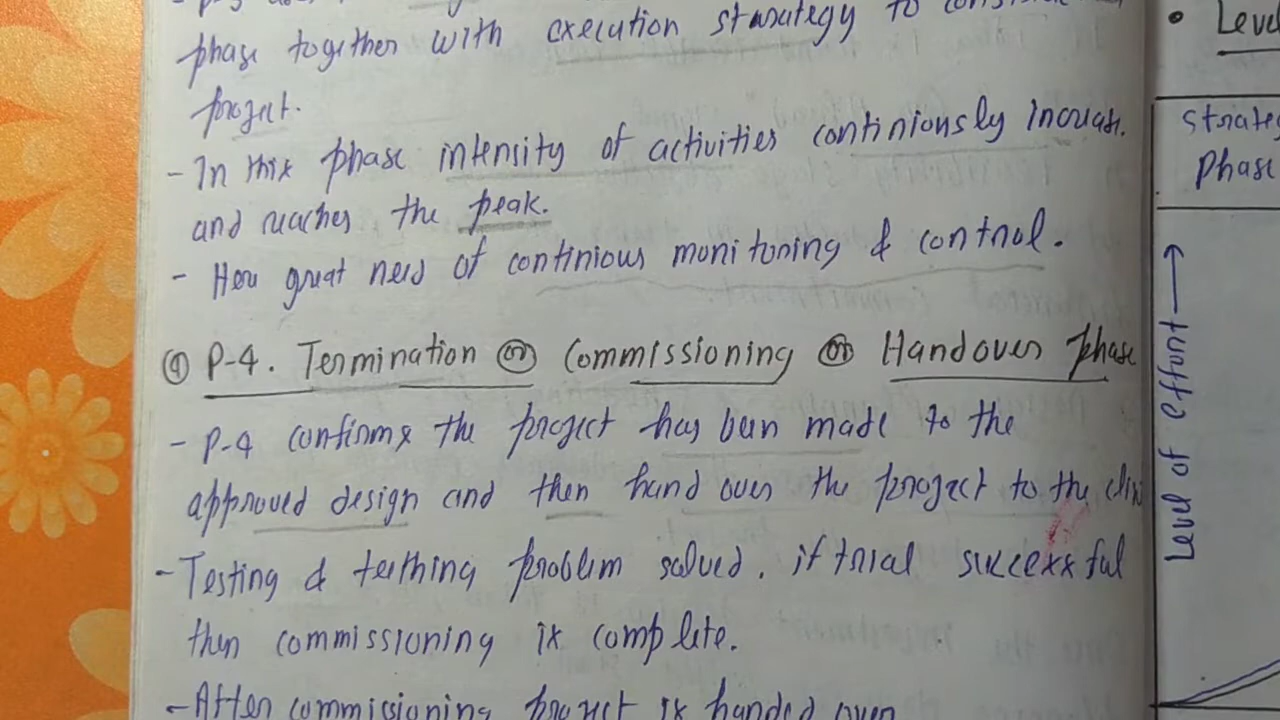 phase together with execution strategy to
project.
- In this phase intensity of activities continiously increase.
and reaches the peak.
- Here great need of continious monitoring & control.
④ P-4. Termination or Commissioning or Handover phase
- P-4 confirms the project has been made to the
approved design and then hand over the project to the
- Testing & teething problem solved. if trial successful
then commissioning is complete.
- After commissioning project is handed over
• Level
Strate
Phase
Level of effort →